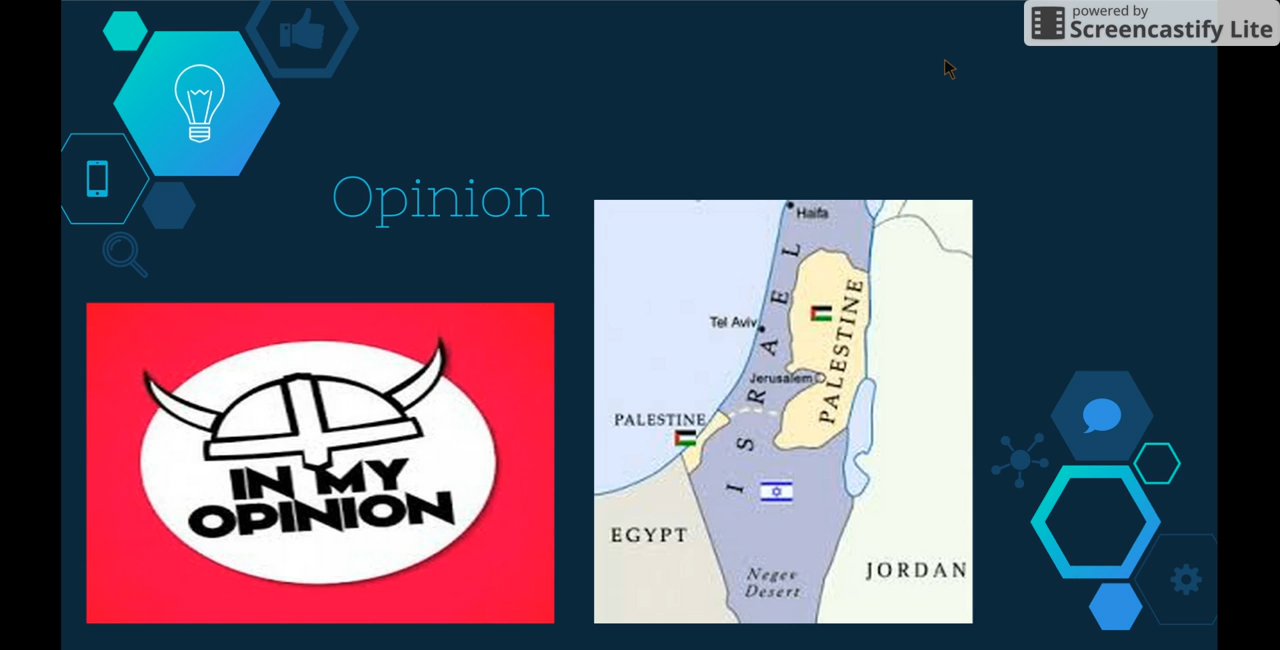 powered by
Screencastify Lite
Opinion
IN MY
OPINION
Haifa
Tel Aviv
Jerusalem
ISRAEL
PALESTINE
PALESTINE
EGYPT
JORDAN
Negev
Desert